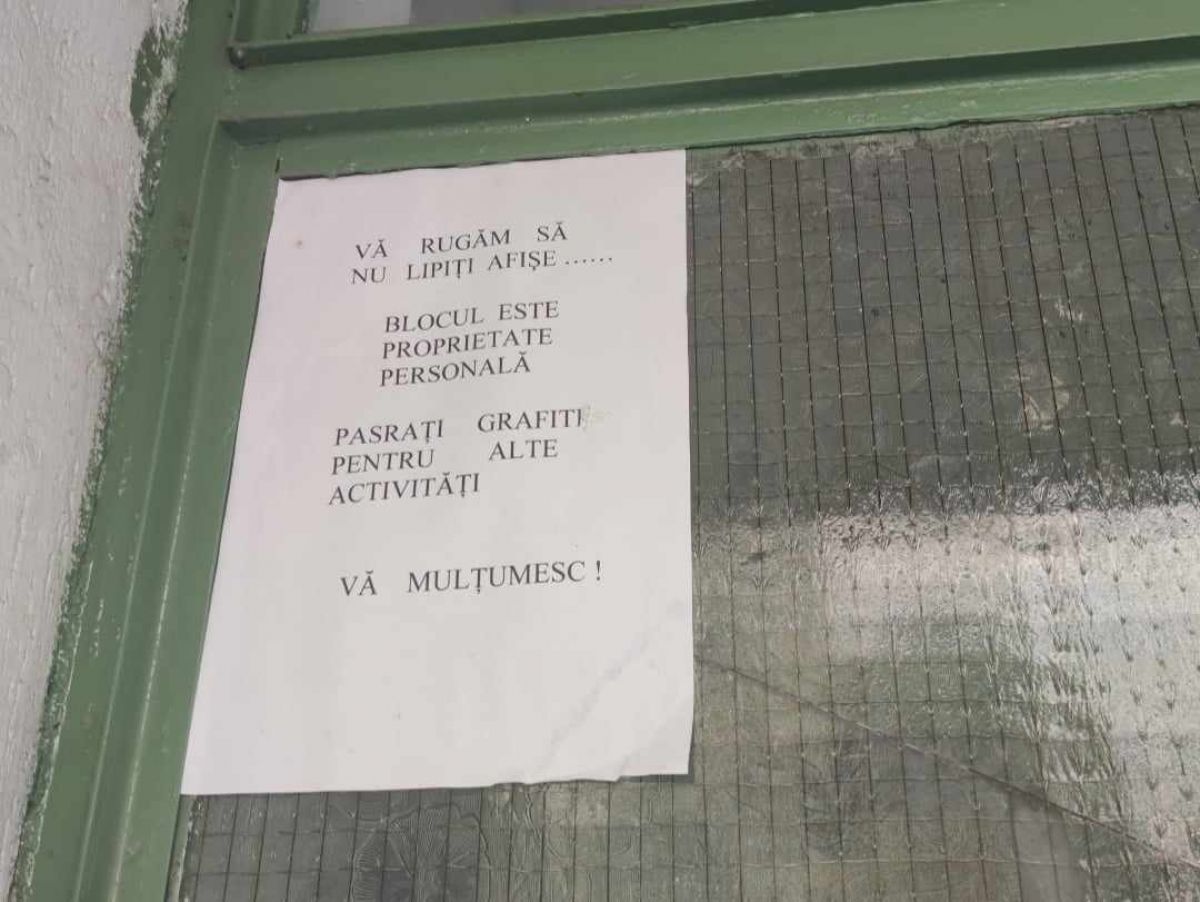 VĂ RUGĂM SĂ
NU LIPIȚI AFIȘE ......
BLOCUL ESTE
PROPRIETATE
PERSONALĂ
PASRAȚI GRAFITI
PENTRU ALTE
ACTIVITĂȚI
VĂ MULȚUMESC !